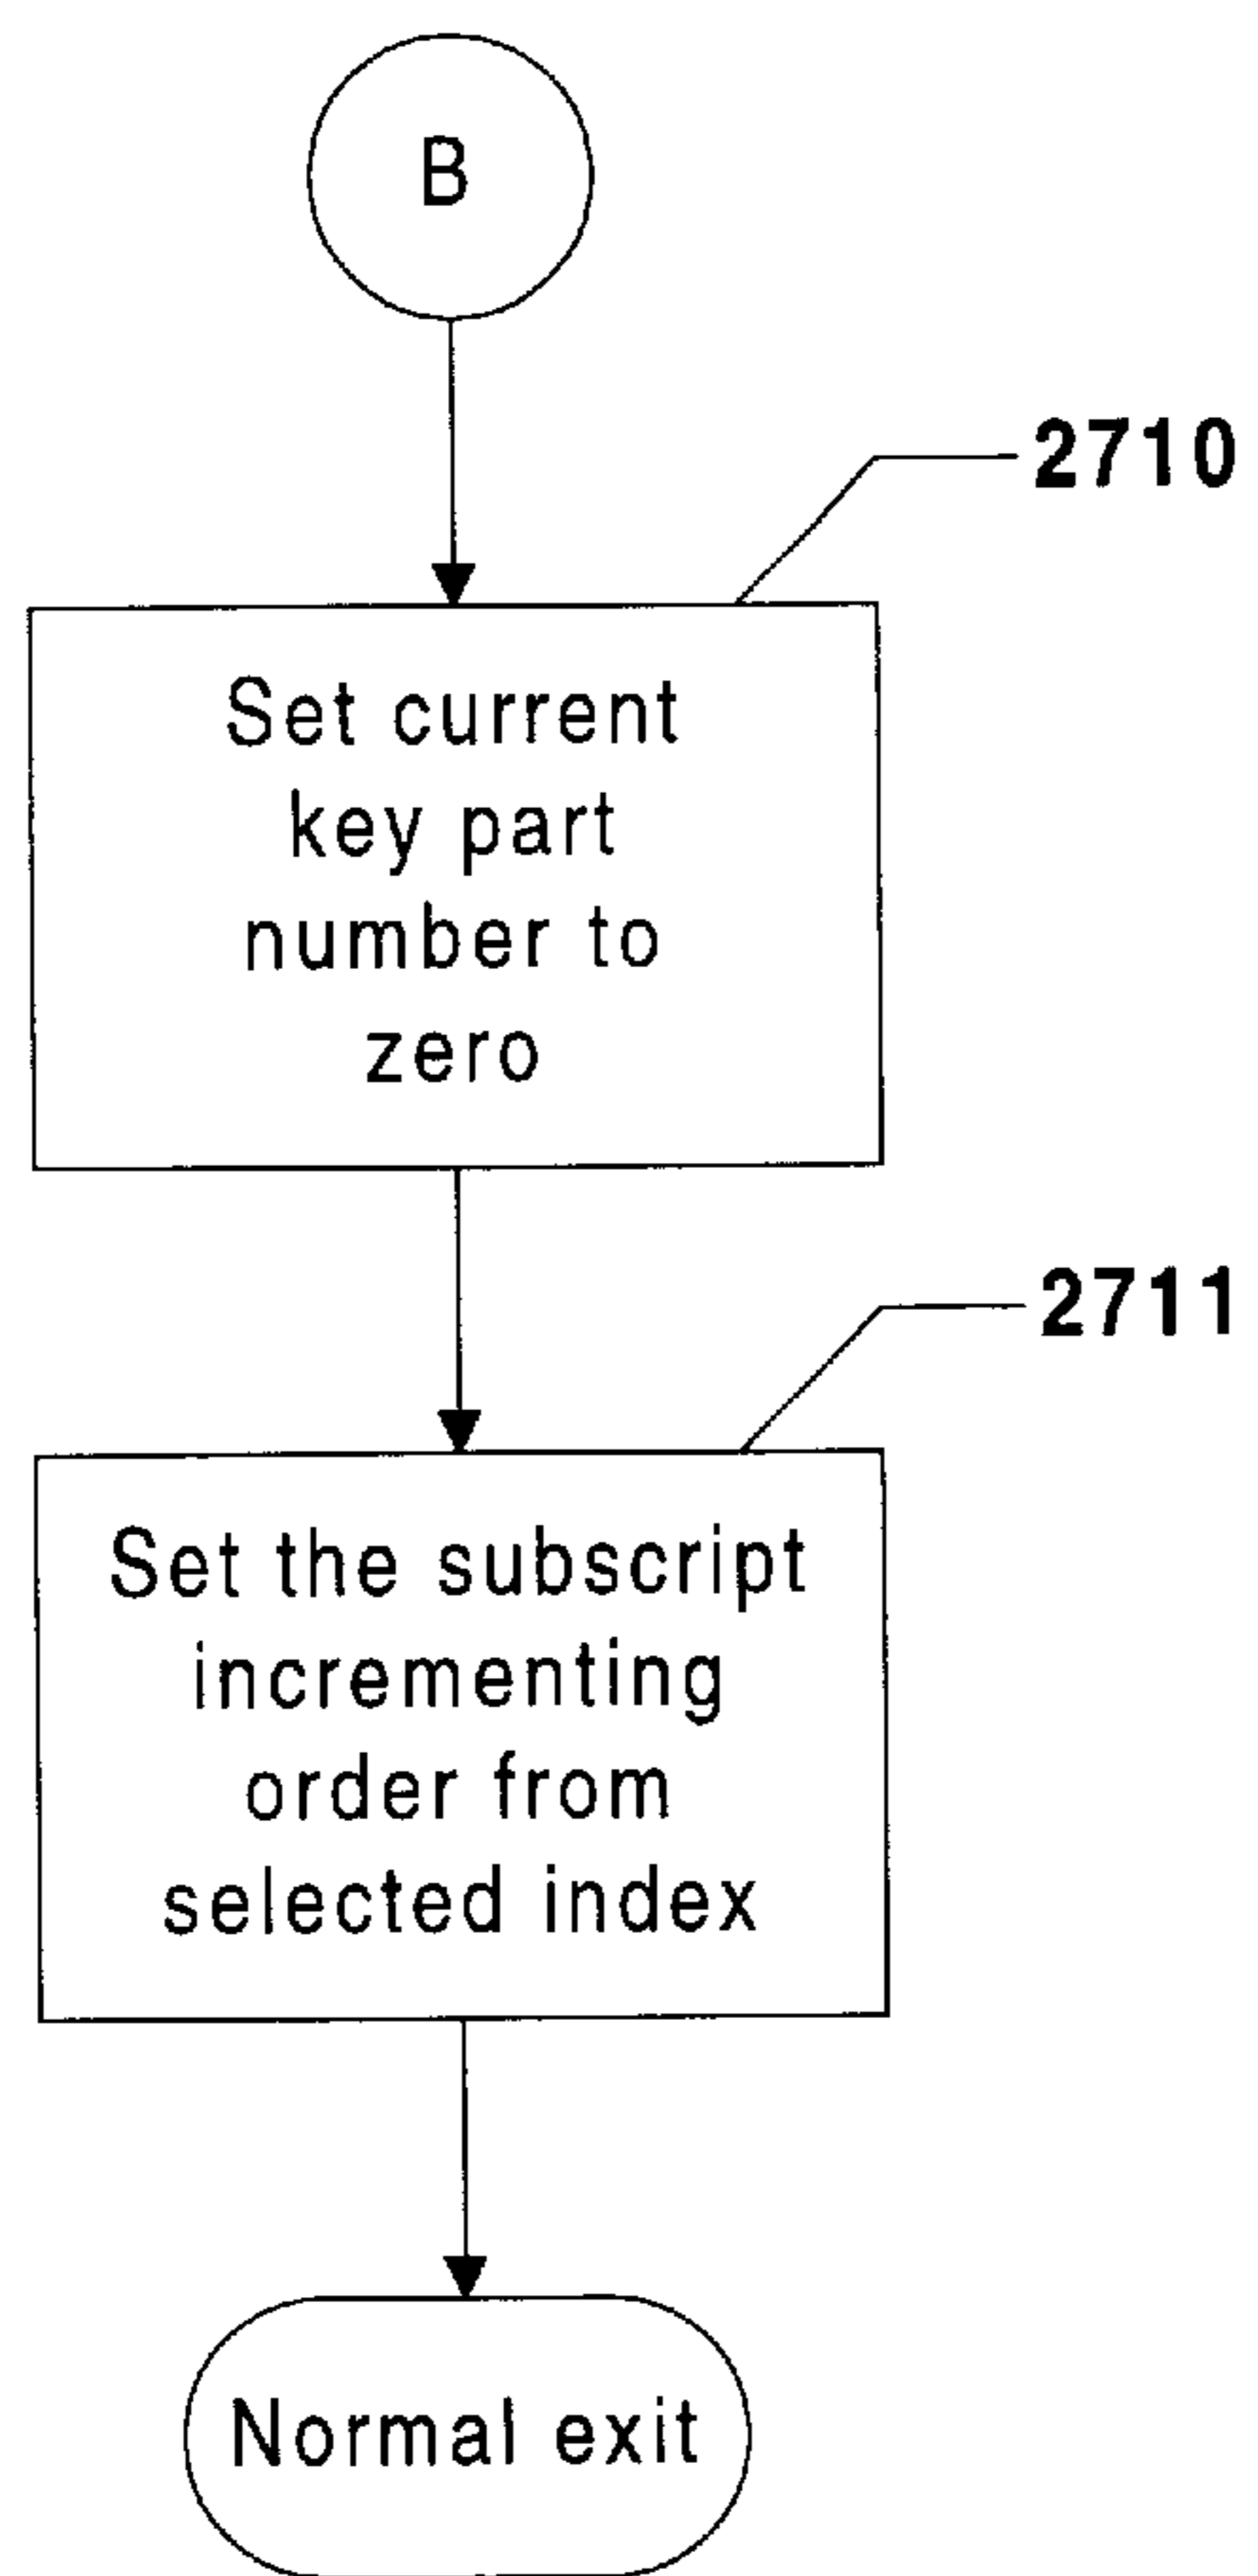 B
2710
Set current
key part
number to
zero
2711
Set the subscript
incrementing
order from
selected index
Normal exit